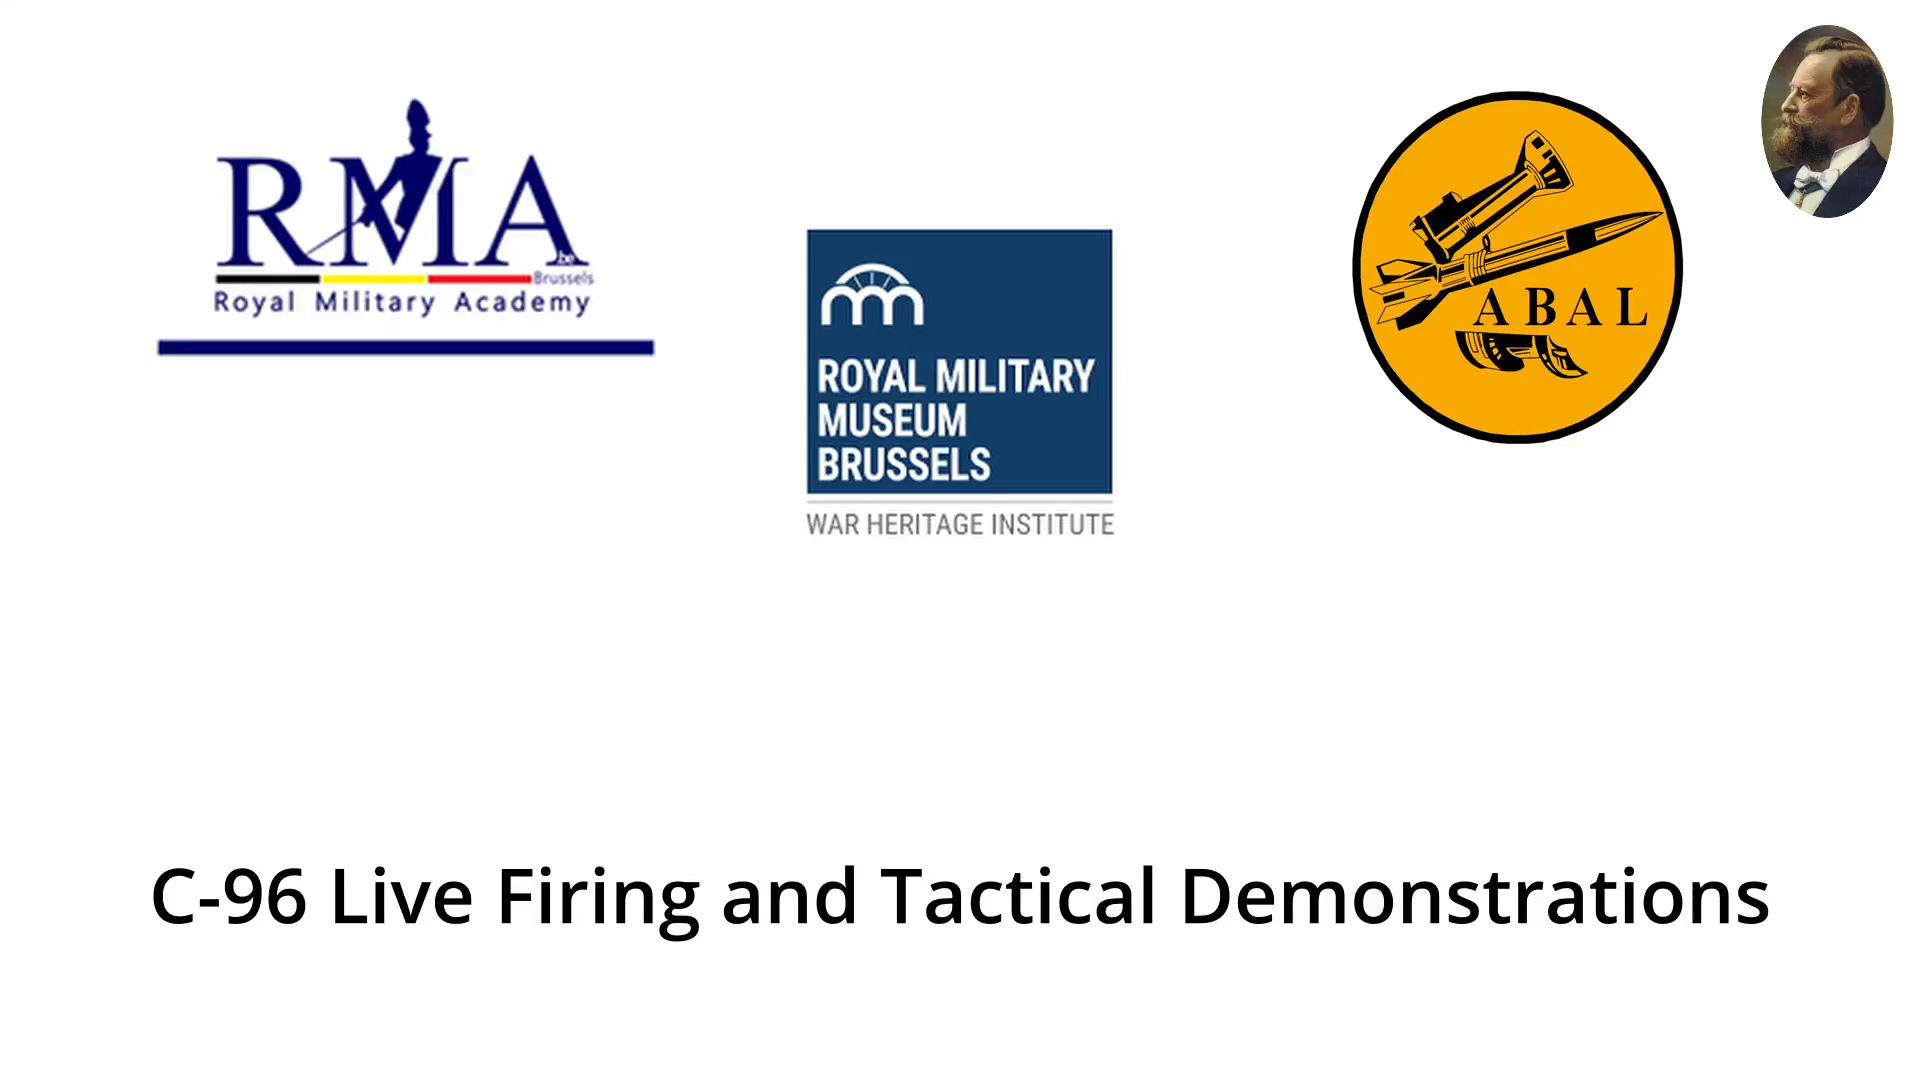 RMA
.be
Brussels
Royal Military Academy
ROYAL MILITARY
MUSEUM
BRUSSELS
WAR HERITAGE INSTITUTE
ABAL
C-96 Live Firing and Tactical Demonstrations